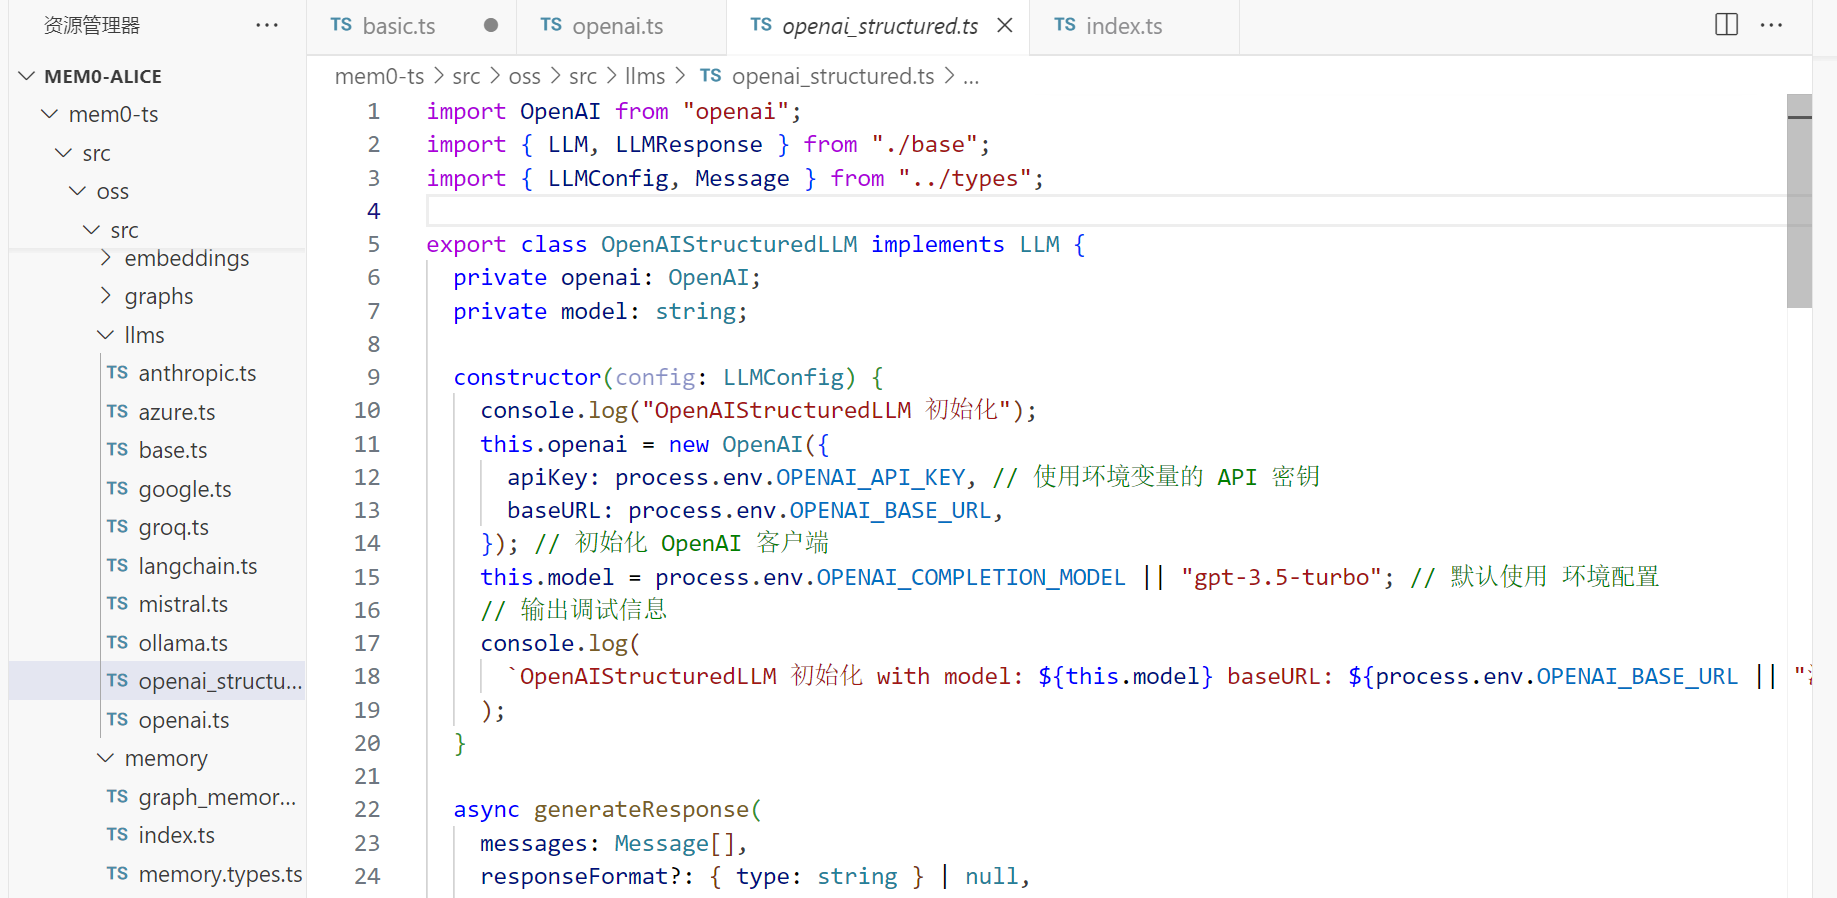 资源管理器 ···
MEM0-ALICE
mem0-ts
src
oss
src
embeddings
graphs
llms
TS anthropic.ts
TS azure.ts
TS base.ts
TS google.ts
TS groq.ts
TS langchain.ts
TS mistral.ts
TS ollama.ts
TS openai_structu...
TS openai.ts
memory
TS graph_memor...
TS index.ts
TS memory.types.ts
TS basic.ts
TS openai.ts
TS openai_structured.ts
TS index.ts
mem0-ts > src > oss > src > llms > TS openai_structured.ts > ...
1 import OpenAI from "openai";
2 import { LLM, LLMResponse } from "./base";
3 import { LLMConfig, Message } from "../types";
4
5 export class OpenAIStructuredLLM implements LLM {
6 private openai: OpenAI;
7 private model: string;
8
9 constructor(config: LLMConfig) {
10 console.log("OpenAIStructuredLLM 初始化");
11 this.openai = new OpenAI({
12 apiKey: process.env.OPENAI_API_KEY, // 使用环境变量的 API 密钥
13 baseURL: process.env.OPENAI_BASE_URL,
14 }); // 初始化 OpenAI 客户端
15 this.model = process.env.OPENAI_COMPLETION_MODEL || "gpt-3.5-turbo"; // 默认使用 环境配置
16 // 输出调试信息
17 console.log(
18 `OpenAIStructuredLLM 初始化 with model: ${this.model} baseURL: ${process.env.OPENAI_BASE_URL || "
19 );
20 }
21
22 async generateResponse(
23 messages: Message[],
24 responseFormat?: { type: string } | null,